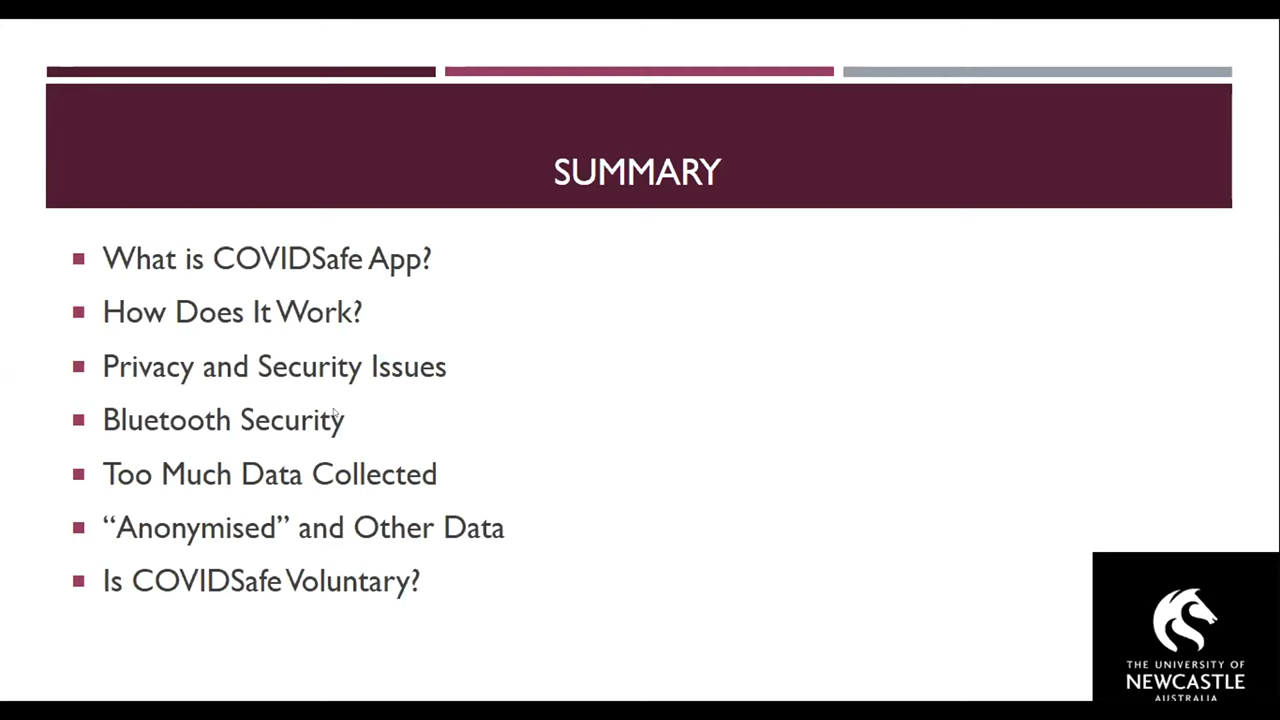 SUMMARY
What is COVIDSafe App?
How Does It Work?
Privacy and Security Issues
Bluetooth Security
Too Much Data Collected
“Anonymised” and Other Data
Is COVIDSafe Voluntary?
THE UNIVERSITY OF
NEWCASTLE
AUSTRALIA